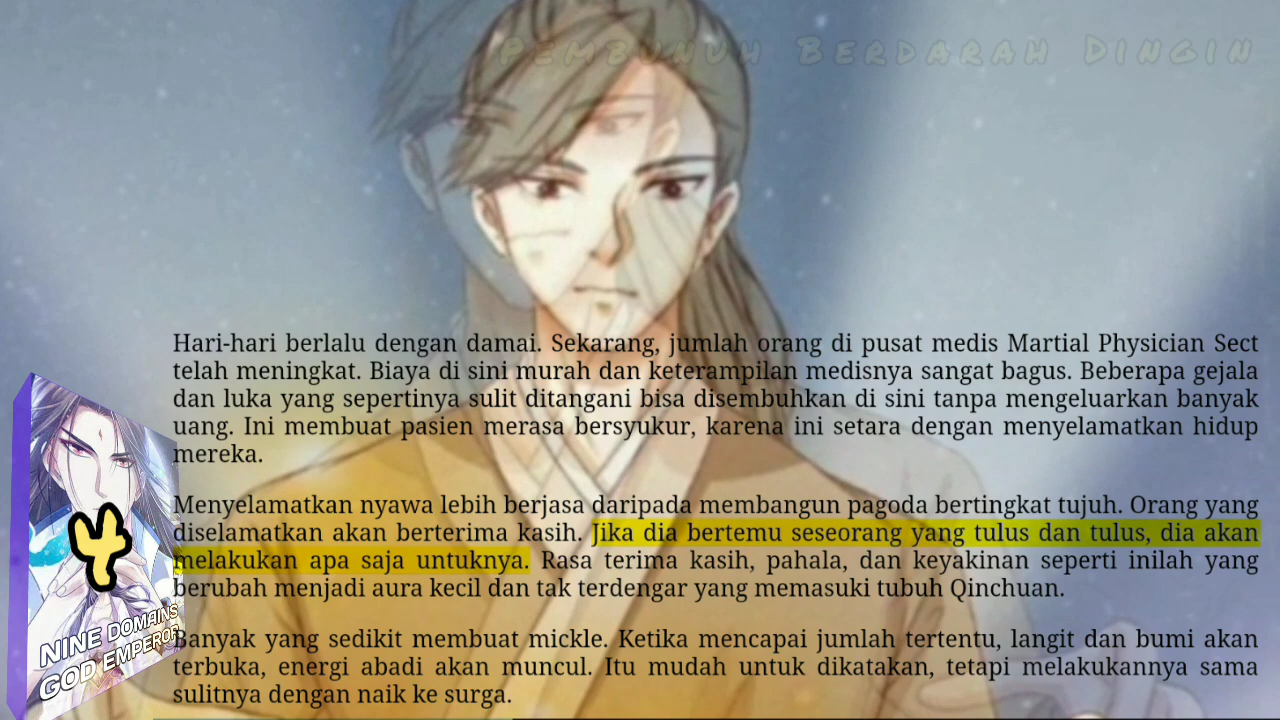 Pembunuh Berdarah Dingin
Hari-hari berlalu dengan damai. Sekarang, jumlah orang di pusat medis Martial Physician Sect
telah meningkat. Biaya di sini murah dan keterampilan medisnya sangat bagus. Beberapa gejala
dan luka yang sepertinya sulit ditangani bisa disembuhkan di sini tanpa mengeluarkan banyak
uang. Ini membuat pasien merasa bersyukur, karena ini setara dengan menyelamatkan hidup
mereka.
Menyelamatkan nyawa lebih berjasa daripada membangun pagoda bertingkat tujuh. Orang yang
diselamatkan akan berterima kasih. Jika dia bertemu seseorang yang tulus dan tulus, dia akan
melakukan apa saja untuknya. Rasa terima kasih, pahala, dan keyakinan seperti inilah yang
berubah menjadi aura kecil dan tak terdengar yang memasuki tubuh Qinchuan.
Banyak yang sedikit membuat mickle. Ketika mencapai jumlah tertentu, langit dan bumi akan
terbuka, energi abadi akan muncul. Itu mudah untuk dikatakan, tetapi melakukannya sama
sulitnya dengan naik ke surga.
4
NINE DOMAINS
GOD EMPEROR